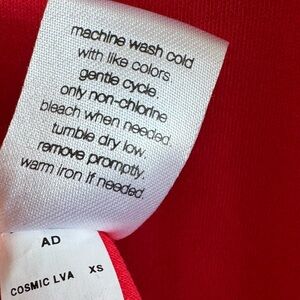 machine wash cold
with like colors
gentle cycle.
only non-chlorine
bleach when needed.
tumble dry low.
remove promptly.
warm iron if needed.
AD
COSMIC LVA XS